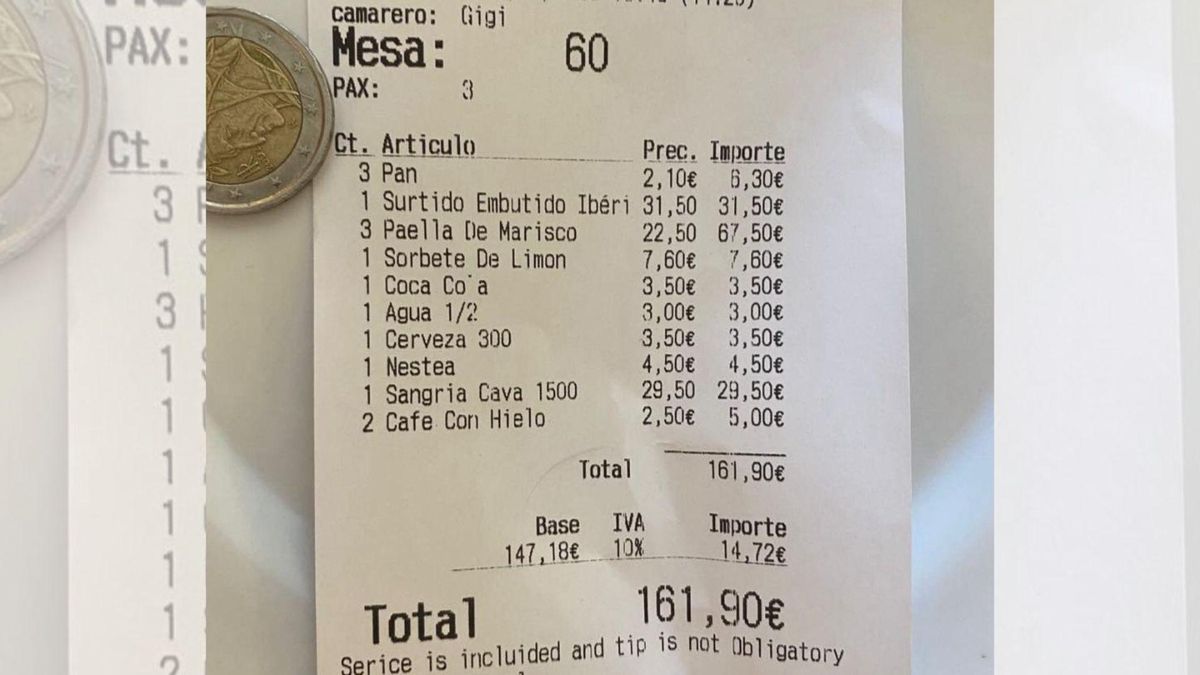 camarero: Gigi
Mesa: 60
PAX: 3
Ct. Articulo Prec. Importe
3 Pan 2,10€ 6,30€
1 Surtido Embutido Ibéri 31,50 31,50€
3 Paella De Marisco 22,50 67,50€
1 Sorbete De Limon 7,60€ 7,60€
1 Coca Co'a 3,50€ 3,50€
1 Agua 1/2 3,00€ 3,00€
1 Cerveza 300 3,50€ 3,50€
1 Nestea 4,50€ 4,50€
1 Sangria Cava 1500 29,50 29,50€
2 Cafe Con Hielo 2,50€ 5,00€
Total 161,90€
Base IVA Importe
147,18€ 10% 14,72€
Total 161,90€
Serice is incluided and tip is not Obligatory